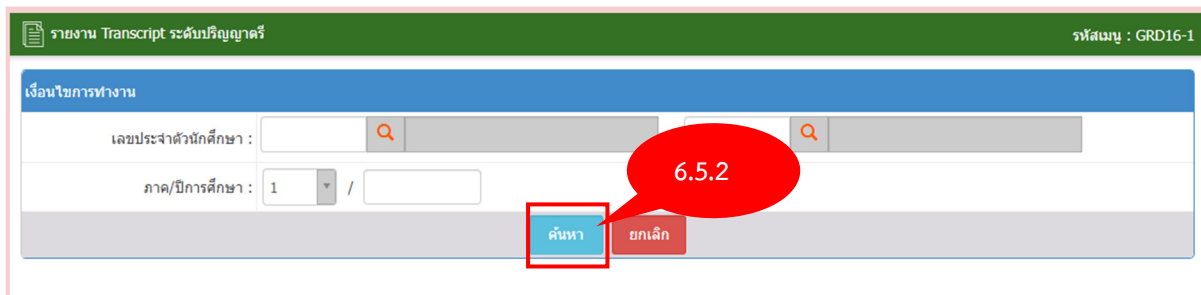 รายงาน Transcript ระดับปริญญาตรี รหัสเมนู : GRD16-1
เงื่อนไขการทำงาน
เลขประจำตัวนักศึกษา :
ภาค/ปีการศึกษา : 1 /
6.5.2
ค้นหา ยกเลิก